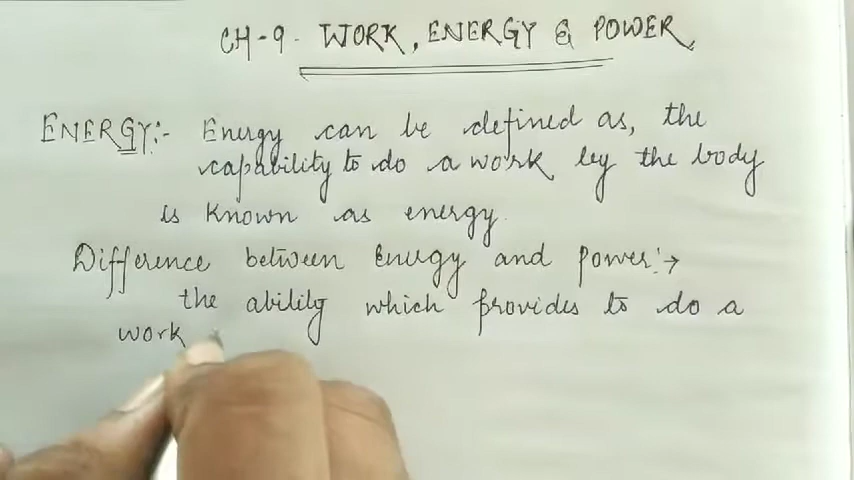 CH-9. WORK, ENERGY & POWER
ENERGY:- Energy can be defined as, the
capability to do a work by the body
is known as energy.
Difference between Energy and power:→
the ability which provides to do a
work